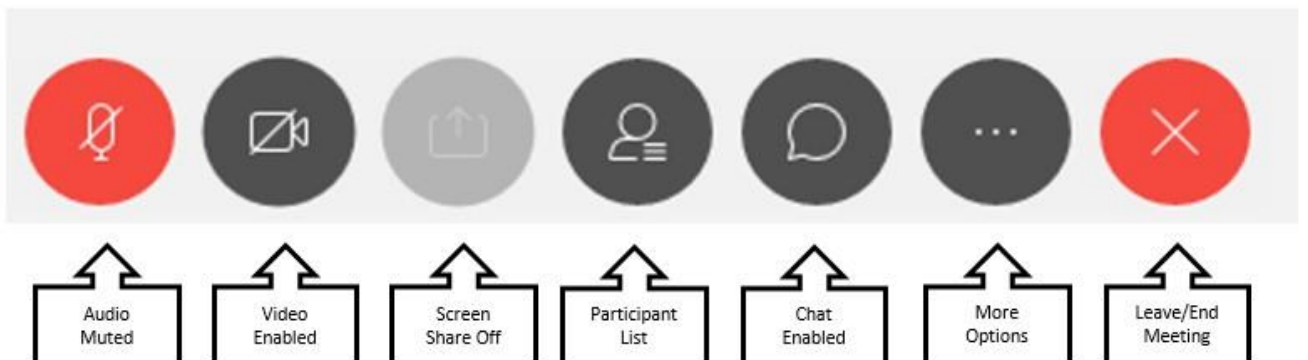 Audio
Muted
Video
Enabled
Screen
Share Off
Participant
List
Chat
Enabled
More
Options
Leave/End
Meeting